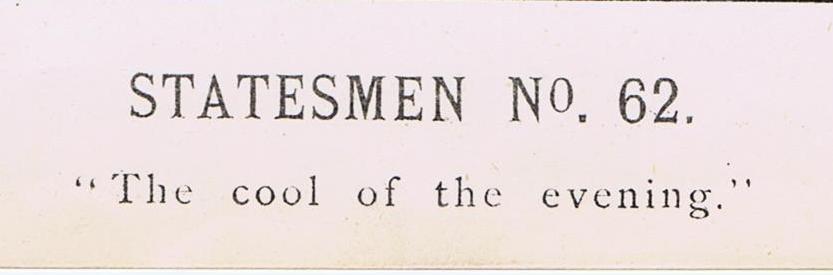 STATESMEN No. 62.
“The cool of the evening.”